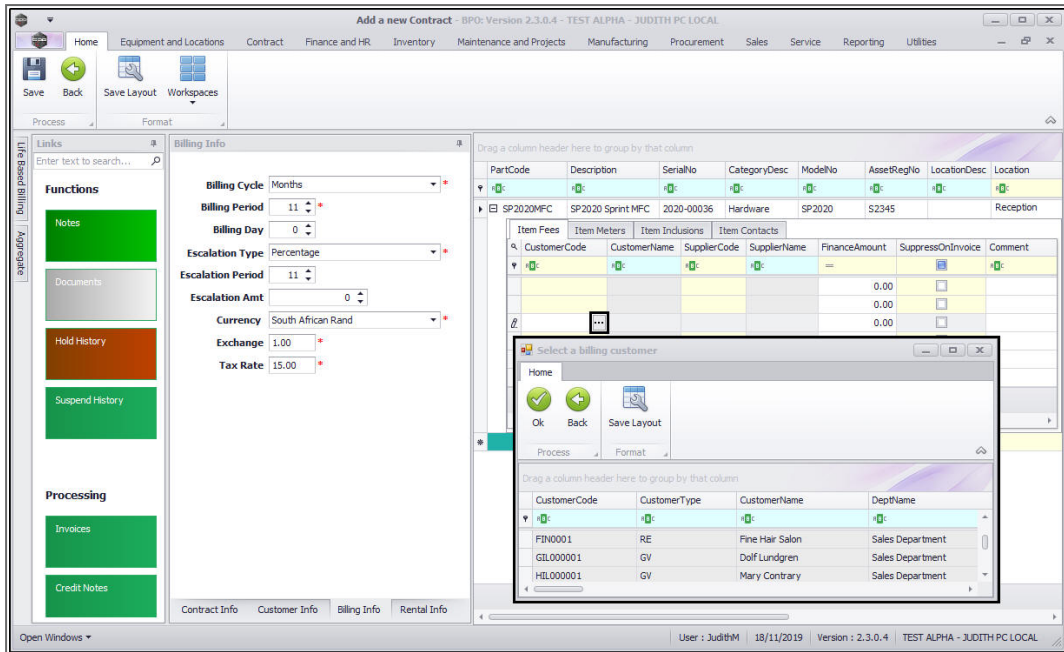 Add a new Contract - BPO: Version 2.3.0.4 - TEST ALPHA - JUDITH PC LOCAL
Home Equipment and Locations Contract Finance and HR Inventory Maintenance and Projects Manufacturing Procurement Sales Service Reporting Utilities
Save Back Save Layout Workspaces
Process Format
Life Based Billing
Aggregate
Links
Enter text to search...
Functions
Notes
Documents
Hold History
Suspend History
Processing
Invoices
Credit Notes
Billing Info
Billing Cycle Months *
Billing Period 11 *
Billing Day 0
Escalation Type Percentage *
Escalation Period 11
Escalation Amt 0
Currency South African Rand *
Exchange 1.00 *
Tax Rate 15.00 *
Contract Info Customer Info Billing Info Rental Info
Drag a column header here to group by that column
PartCode Description SerialNo CategoryDesc ModelNo AssetRegNo LocationDesc Location
SP2020MFC SP2020 Sprint MFC 2020-00036 Hardware SP2020 S2345 Reception
Item Fees Item Meters Item Inclusions Item Contacts
CustomerCode CustomerName SupplierCode SupplierName FinanceAmount SuppressOnInvoice Comment
=
0.00
0.00
...
0.00
Select a billing customer
Home
Ok Back Save Layout
Process Format
Drag a column header here to group by that column
CustomerCode CustomerType CustomerName DeptName
FIN0001 RE Fine Hair Salon Sales Department
GIL000001 GV Dolf Lundgren Sales Department
HIL000001 GV Mary Contrary Sales Department
Open Windows
User : JudithM 18/11/2019 Version : 2.3.0.4 TEST ALPHA - JUDITH PC LOCAL